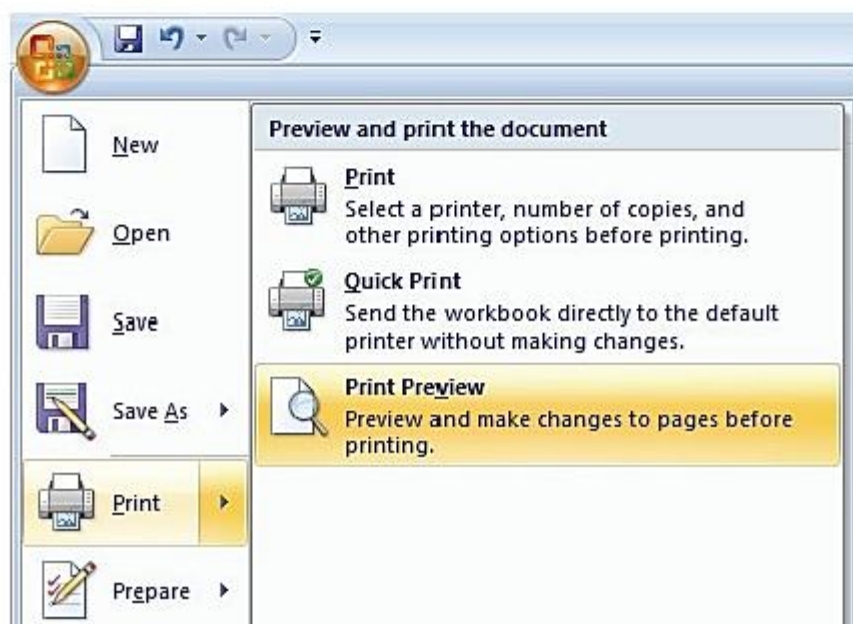 New
Open
Save
Save As
Print
Prepare
Preview and print the document
Print
Select a printer, number of copies, and
other printing options before printing.
Quick Print
Send the workbook directly to the default
printer without making changes.
Print Preview
Preview and make changes to pages before
printing.